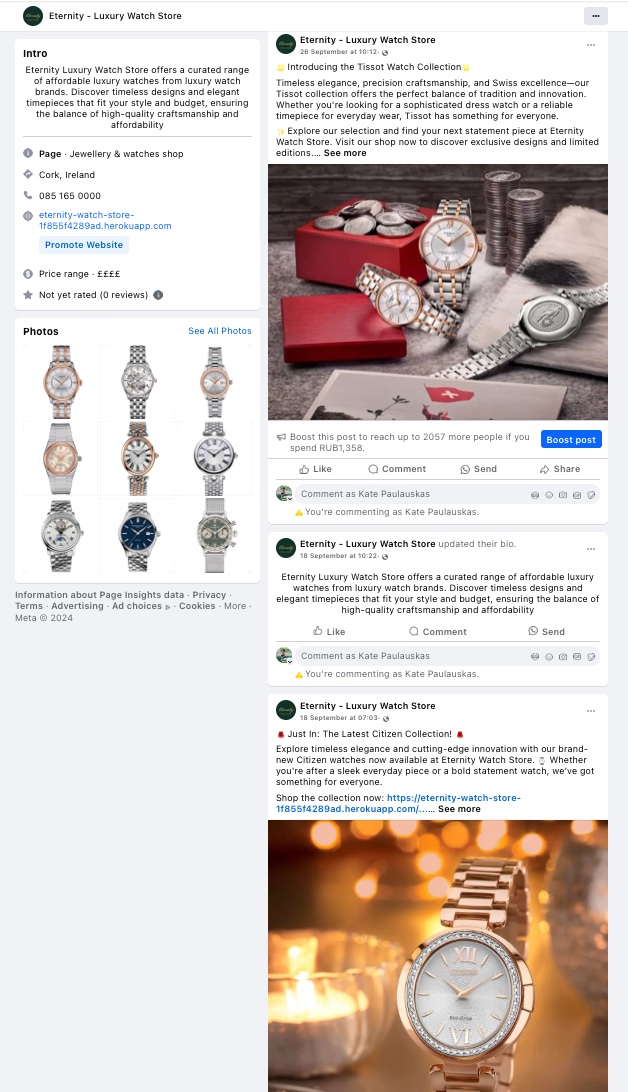 Eternity - Luxury Watch Store
Intro
Eternity Luxury Watch Store offers a curated range
of affordable luxury watches from luxury watch
brands. Discover timeless designs and elegant
timepieces that fit your style and budget, ensuring
the balance of high-quality craftsmanship and
affordability
Page · Jewellery & watches shop
Cork, Ireland
085 165 0000
eternity-watch-store-
1f855f4289ad.herokuapp.com
Promote Website
Price range · ££££
Not yet rated (0 reviews)
Photos
See All Photos
Information about Page Insights data · Privacy ·
Terms · Advertising · Ad choices · Cookies · More ·
Meta © 2024
Eternity - Luxury Watch Store
26 September at 10:12 ·
Introducing the Tissot Watch Collection
Timeless elegance, precision craftsmanship, and Swiss excellence—our
Tissot collection offers the perfect balance of tradition and innovation.
Whether you're looking for a sophisticated dress watch or a reliable
timepiece for everyday wear, Tissot has something for everyone.
Explore our selection and find your next statement piece at Eternity
Watch Store. Visit our shop now to discover exclusive designs and limited
editions.... See more
Boost this post to reach up to 2057 more people if you
spend RUB1,358.
Boost post
Like
Comment
Send
Share
Comment as Kate Paulauskas
You're commenting as Kate Paulauskas.
Eternity - Luxury Watch Store updated their bio.
18 September at 10:22 ·
Eternity Luxury Watch Store offers a curated range of affordable luxury
watches from luxury watch brands. Discover timeless designs and
elegant timepieces that fit your style and budget, ensuring the balance of
high-quality craftsmanship and affordability
Like
Comment
Send
Comment as Kate Paulauskas
You're commenting as Kate Paulauskas.
Eternity - Luxury Watch Store
18 September at 07:03 ·
Just In: The Latest Citizen Collection!
Explore timeless elegance and cutting-edge innovation with our brand-
new Citizen watches now available at Eternity Watch Store. Whether
you're after a sleek everyday piece or a bold statement watch, we've got
something for everyone.
Shop the collection now: https://eternity-watch-store-
1f855f4289ad.herokuapp.com/...... See more
XII
CITIZEN
Eco-Drive
VI